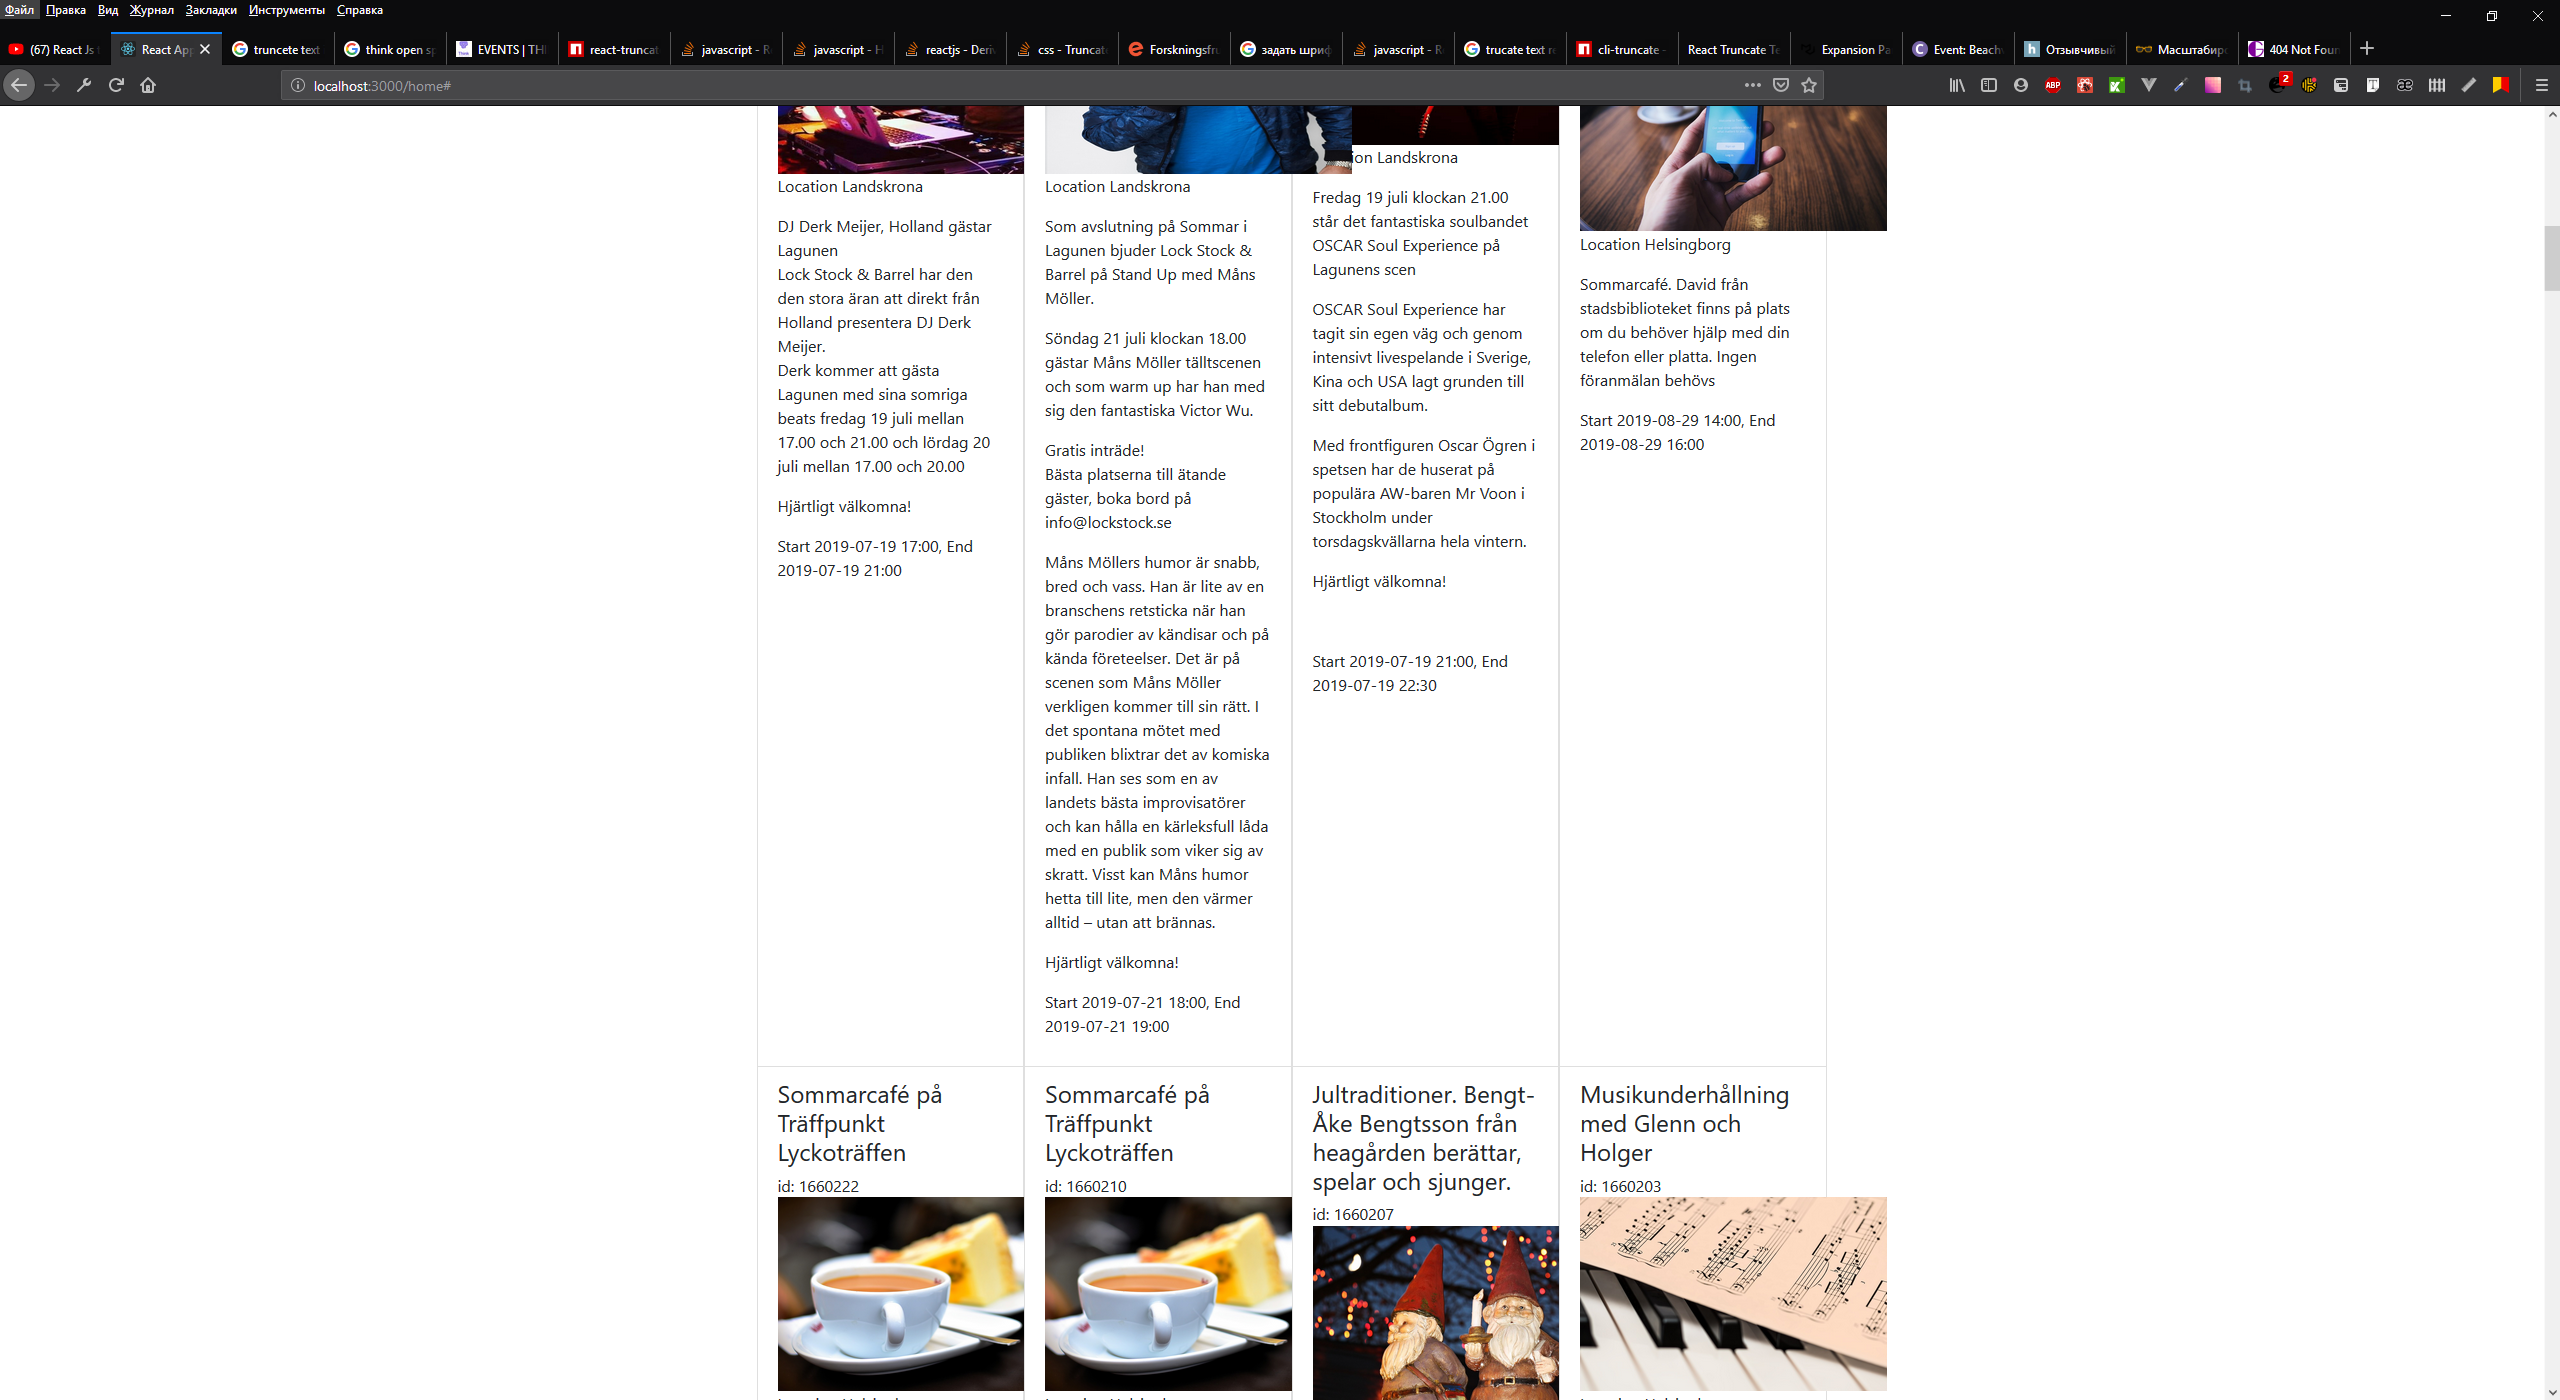 Файл Правка Вид Журнал Закладки Инструменты Справка
(67) React Js t
React App
truncete text
think open sp
EVENTS | THI
react-truncat
javascript - R
javascript - H
reactjs - Deriv
css - Truncate
Forskningsfru
задать шриф
javascript - R
trucate text re
cli-truncate -
React Truncate Te
Expansion Pa
Event: Beachv
Отзывчивый
Масштабиро
404 Not Foun
localhost:3000/home#
ABP
2
Location Landskrona
DJ Derk Meijer, Holland gästar
Lagunen
Lock Stock & Barrel har den
den stora äran att direkt från
Holland presentera DJ Derk
Meijer.
Derk kommer att gästa
Lagunen med sina somriga
beats fredag 19 juli mellan
17.00 och 21.00 och lördag 20
juli mellan 17.00 och 20.00
Hjärtligt välkomna!
Start 2019-07-19 17:00, End
2019-07-19 21:00
Location Landskrona
Som avslutning på Sommar i
Lagunen bjuder Lock Stock &
Barrel på Stand Up med Måns
Möller.
Söndag 21 juli klockan 18.00
gästar Måns Möller tälltscenen
och som warm up har han med
sig den fantastiska Victor Wu.
Gratis inträde!
Bästa platserna till ätande
gäster, boka bord på
info@lockstock.se
Måns Möllers humor är snabb,
bred och vass. Han är lite av en
branschens retsticka när han
gör parodier av kändisar och på
kända företeelser. Det är på
scenen som Måns Möller
verkligen kommer till sin rätt. I
det spontana mötet med
publiken blixtrar det av komiska
infall. Han ses som en av
landets bästa improvisatörer
och kan hålla en kärleksfull låda
med en publik som viker sig av
skratt. Visst kan Måns humor
hetta till lite, men den värmer
alltid – utan att brännas.
Hjärtligt välkomna!
Start 2019-07-21 18:00, End
2019-07-21 19:00
ion Landskrona
Fredag 19 juli klockan 21.00
står det fantastiska soulbandet
OSCAR Soul Experience på
Lagunens scen
OSCAR Soul Experience har
tagit sin egen väg och genom
intensivt livespelande i Sverige,
Kina och USA lagt grunden till
sitt debutalbum.
Med frontfiguren Oscar Ögren i
spetsen har de huserat på
populära AW-baren Mr Voon i
Stockholm under
torsdagskvällarna hela vintern.
Hjärtligt välkomna!
Start 2019-07-19 21:00, End
2019-07-19 22:30
Location Helsingborg
Sommarcafé. David från
stadsbiblioteket finns på plats
om du behöver hjälp med din
telefon eller platta. Ingen
föranmälan behövs
Start 2019-08-29 14:00, End
2019-08-29 16:00
Sommarcafé på
Träffpunkt
Lyckoträffen
id: 1660222
Sommarcafé på
Träffpunkt
Lyckoträffen
id: 1660210
Jultraditioner. Bengt-
Åke Bengtsson från
heagården berättar,
spelar och sjunger.
id: 1660207
Musikunderhållning
med Glenn och
Holger
id: 1660203